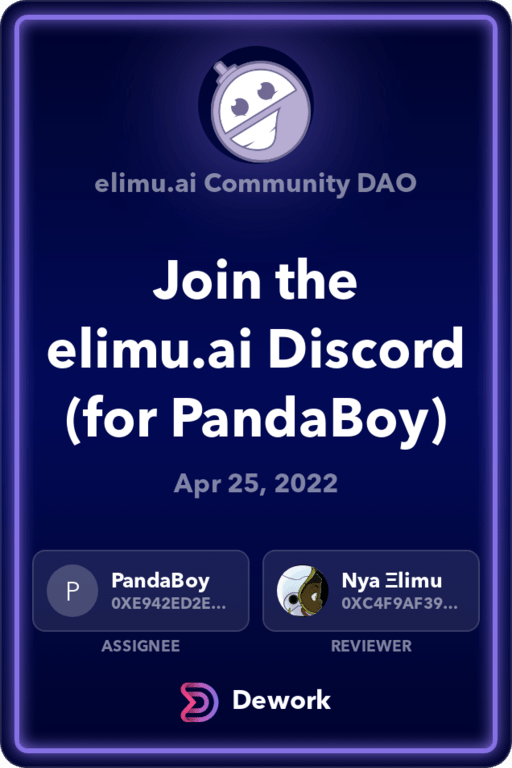 elimu.ai Community DAO
Join the
elimu.ai Discord
(for PandaBoy)
Apr 25, 2022
P
PandaBoy
0XE942ED2E...
Nya Ξlimu
0XC4F9AF39...
ASSIGNEE
REVIEWER
Dework